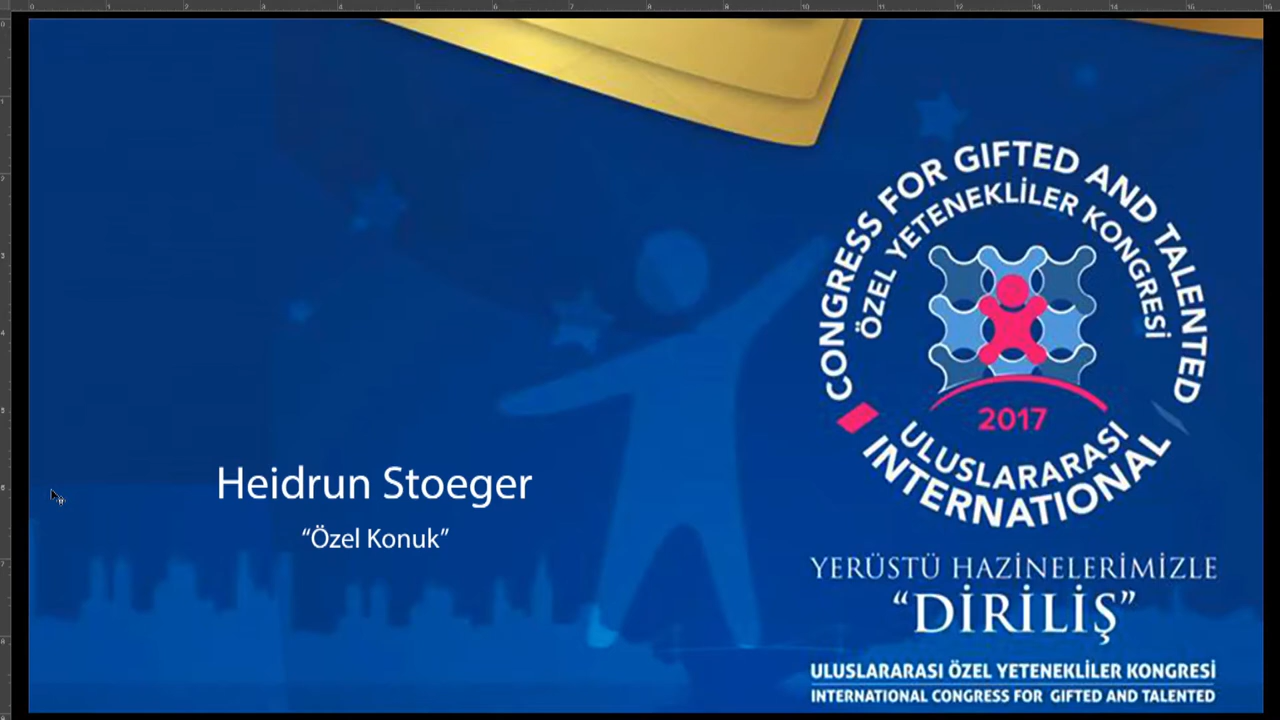 CONGRESS FOR GIFTED AND TALENTED
ÖZEL YETENEKLİLER KONGRESİ
2017
ULUSLARARASI
INTERNATIONAL
Heidrun Stoeger
“Özel Konuk”
YERÜSTÜ HAZİNELERİMİZLE
“DİRİLİŞ”
ULUSLARARASI ÖZEL YETENEKLİLER KONGRESİ
INTERNATIONAL CONGRESS FOR GIFTED AND TALENTED